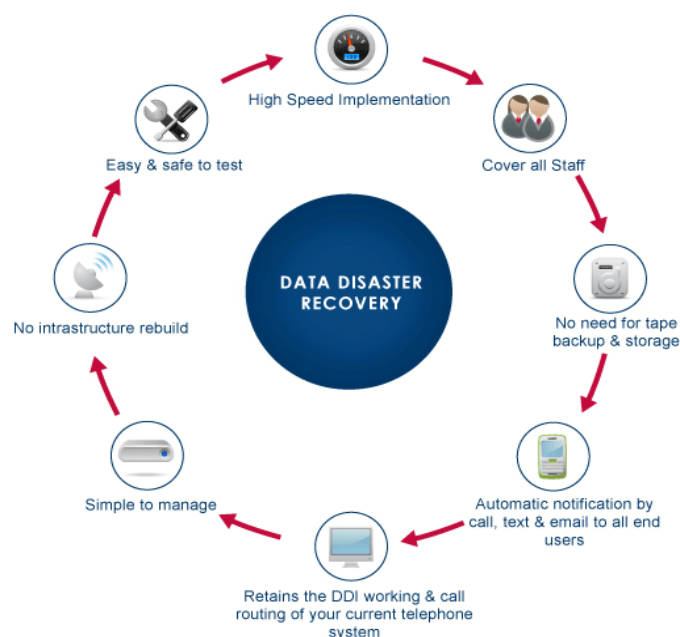 High Speed Implementation
Cover all Staff
No need for tape
backup & storage
Automatic notification by
call, text & email to all end
users
Retains the DDI working & call
routing of your current telephone
system
Simple to manage
No intrastructure rebuild
Easy & safe to test
DATA DISASTER
RECOVERY